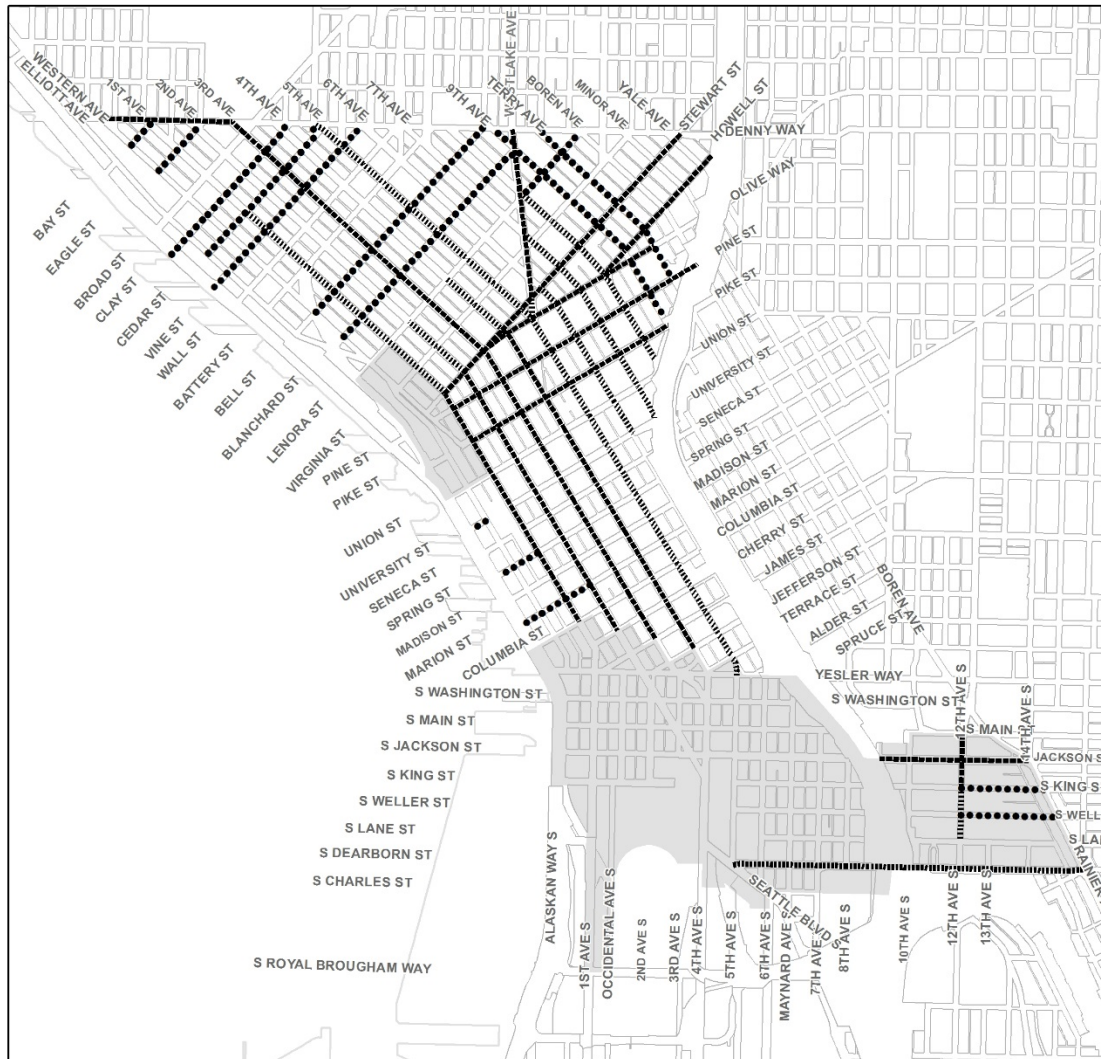 WESTERN AVE
ELLIOTT AVE
1ST AVE
2ND AVE
3RD AVE
4TH AVE
5TH AVE
6TH AVE
7TH AVE
9TH AVE
WESTLAKE AVE
TERRY AVE
BOREN AVE
MINOR AVE
YALE AVE
STEWART ST
HOWELL ST
DENNY WAY
OLIVE WAY
PINE ST
PIKE ST
UNION ST
UNIVERSITY ST
SENECA ST
SPRING ST
MADISON ST
MARION ST
COLUMBIA ST
CHERRY ST
JAMES ST
JEFFERSON ST
TERRACE ST
ALDER ST
SPRUCE ST
BOREN AVE
YESLER WAY
S WASHINGTON ST
12TH AVE S
S MAIN ST
14TH AVE S
JACKSON S
S KING S
S WELL
S LA
RAINIER
BAY ST
EAGLE ST
BROAD ST
CLAY ST
CEDAR ST
VINE ST
WALL ST
BATTERY ST
BELL ST
BLANCHARD ST
LENORA ST
VIRGINIA ST
PINE ST
PIKE ST
UNION ST
UNIVERSITY ST
SENECA ST
SPRING ST
MADISON ST
MARION ST
COLUMBIA ST
S WASHINGTON ST
S MAIN ST
S JACKSON ST
S KING ST
S WELLER ST
S LANE ST
S DEARBORN ST
S CHARLES ST
S ROYAL BROUGHAM WAY
ALASKAN WAY S
1ST AVE S
OCCIDENTAL AVE S
2ND AVE S
3RD AVE S
4TH AVE S
5TH AVE S
6TH AVE S
MAYNARD AVE S
7TH AVE
SEATTLE BLVD S
8TH AVE S
10TH AVE S
12TH AVE S
13TH AVE S